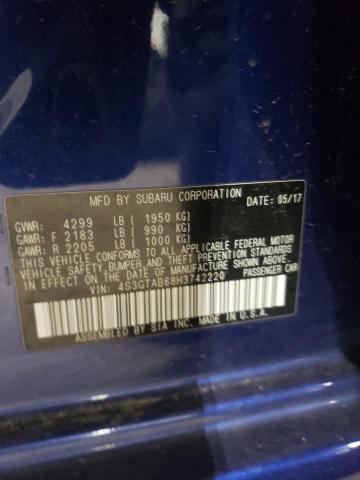 MFD BY SUBARU CORPORATION DATE: 05/17
GVWR: 4299 LB ( 1950 KG)
GAWR: F 2183 LB ( 990 KG)
GAWR: R 2205 LB ( 1000 KG)
THIS VEHICLE CONFORMS TO ALL APPLICABLE FEDERAL MOTOR
VEHICLE SAFETY, BUMPER AND THEFT PREVENTION STANDARDS
IN EFFECT ON THE DATE OF MANUFACTURE SHOWN ABOVE.
VIN: 4S3GTAB68H3742220 PASSENGER CAR
ASSEMBLED BY SIA INC. MADE IN U.S.A.